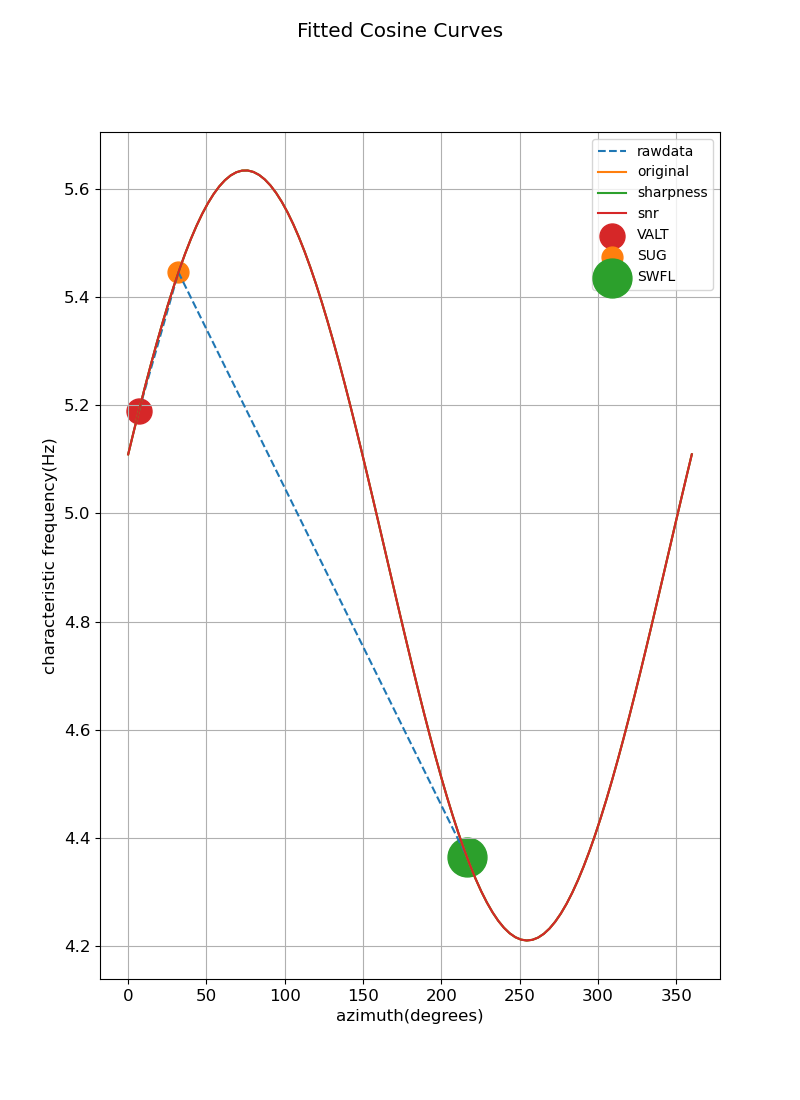 Fitted Cosine Curves
rawdata
original
sharpness
snr
VALT
SUG
SWFL
5.6
5.4
5.2
5.0
4.8
4.6
4.4
4.2
characteristic frequency(Hz)
0 50 100 150 200 250 300 350
azimuth(degrees)